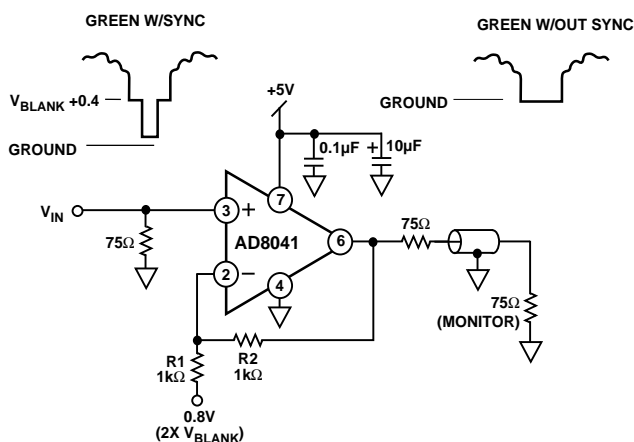 GREEN W/SYNC
GREEN W/OUT SYNC
V_BLANK +0.4
GROUND
GROUND
+5V
0.1µF
+
10µF
7
V_IN
3
+
75Ω
AD8041
6
75Ω
2
−
4
75Ω
(MONITOR)
R1
1kΩ
R2
1kΩ
0.8V
(2X V_BLANK)